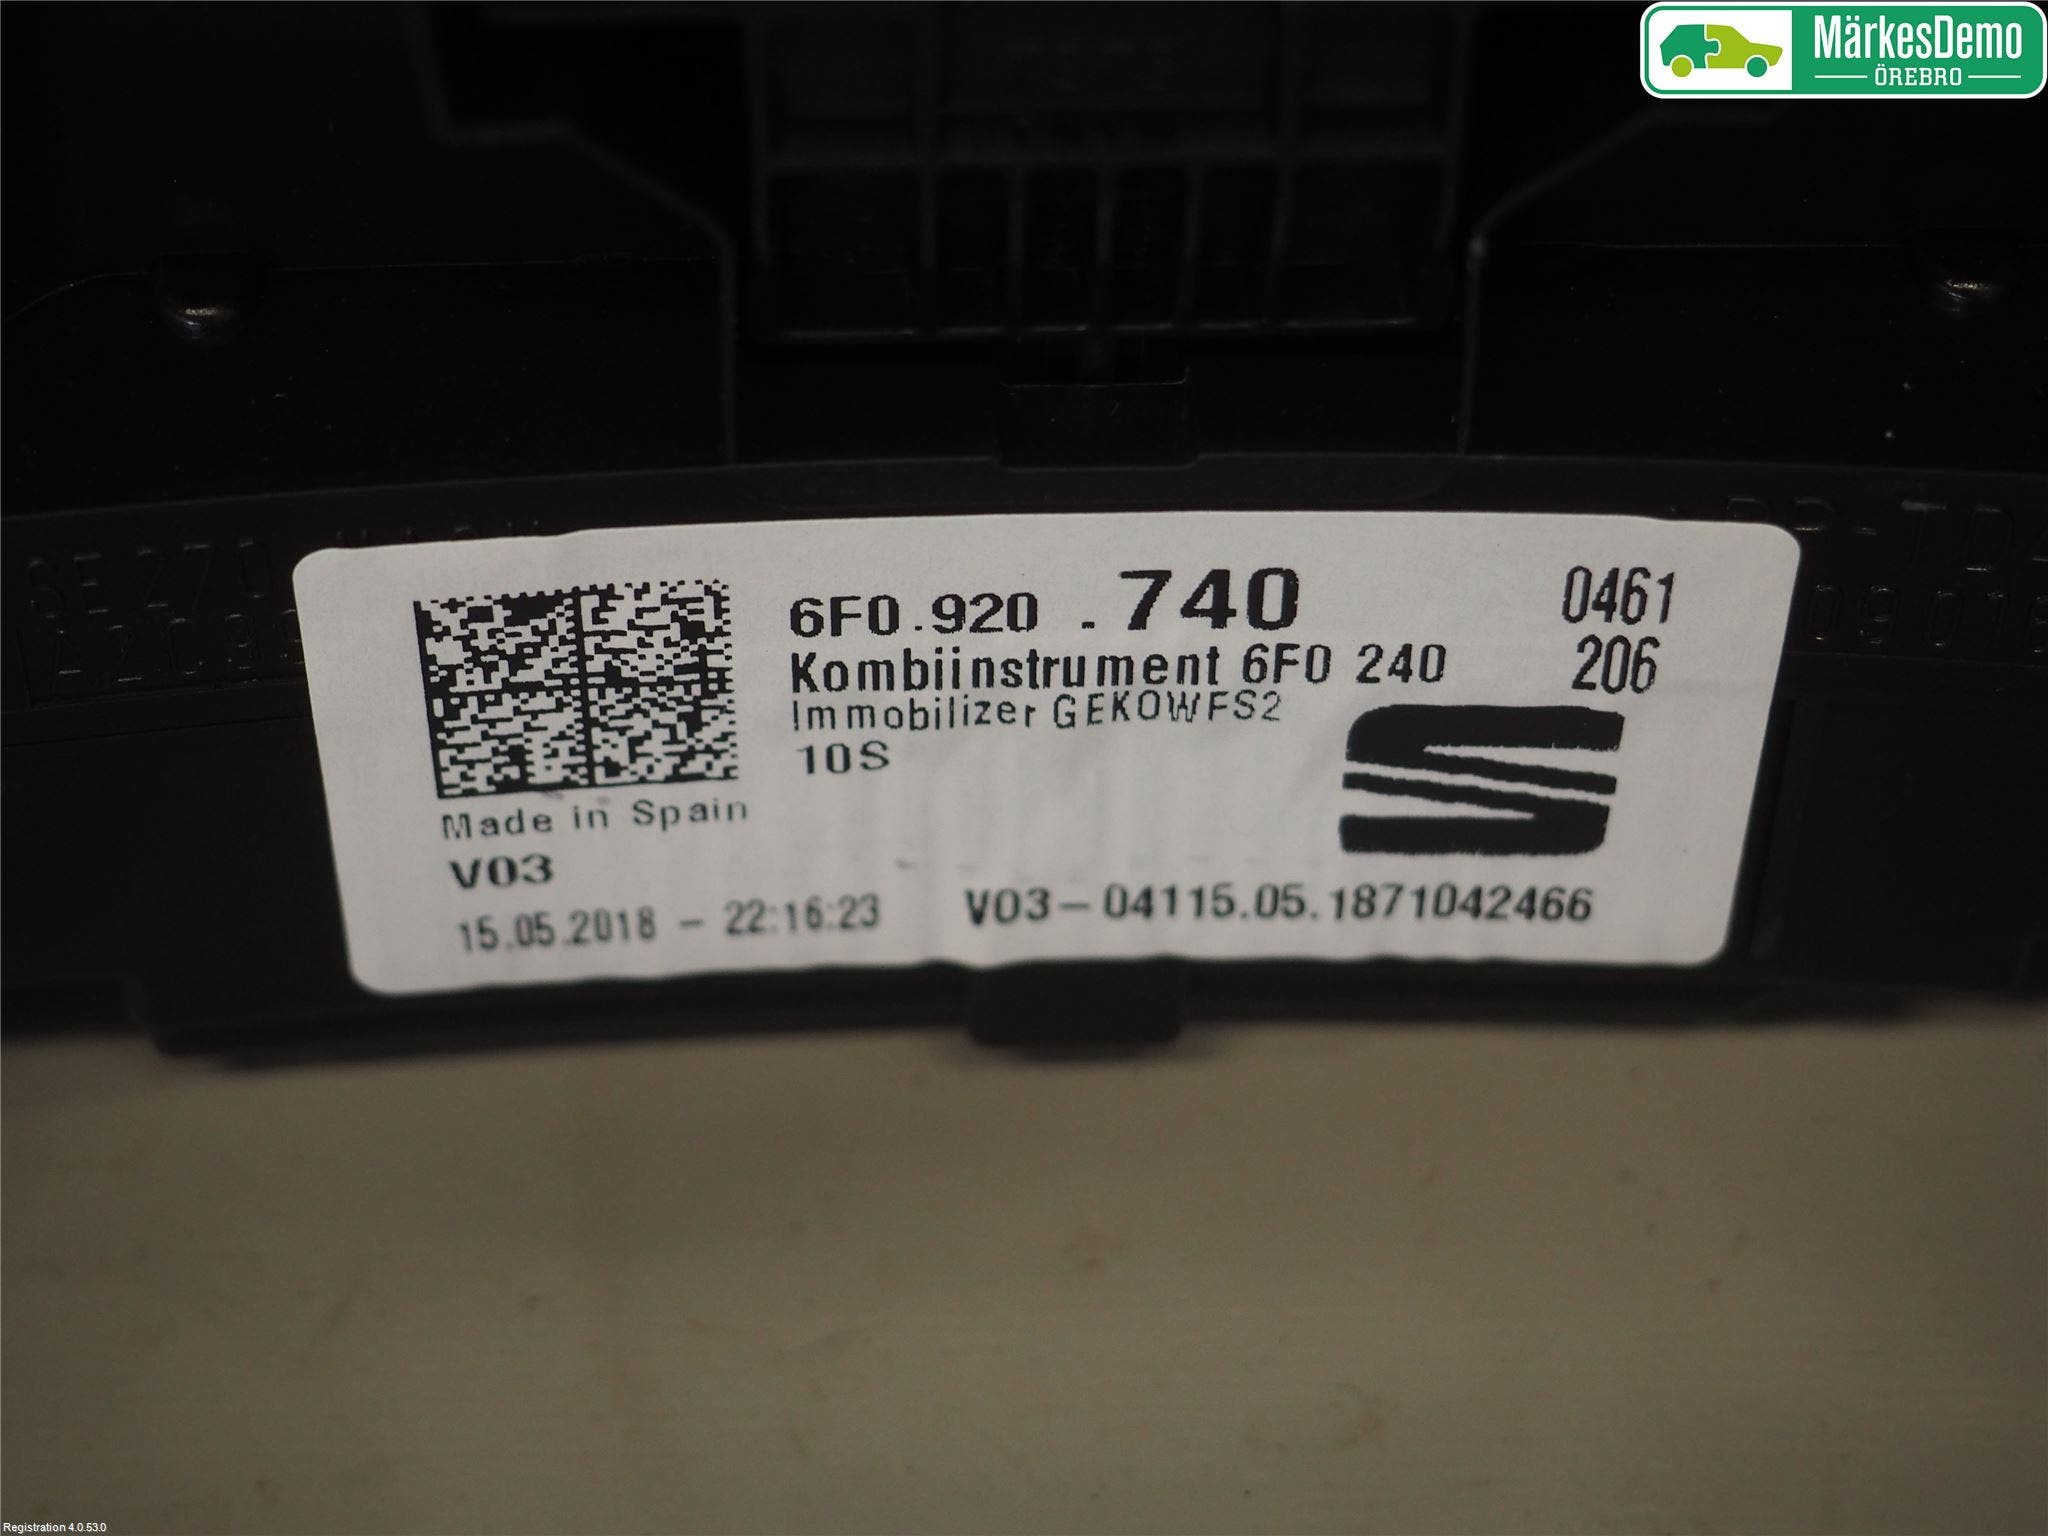 MärkesDemo
ÖREBRO
6F0.920 .740 0461
Kombiinstrument 6F0 240 206
Immobilizer GEKOWFS2
10S
Made in Spain
V03
15.05.2018 - 22:16:23 V03-04115.05.1871042466
Registration 4.0.53.0